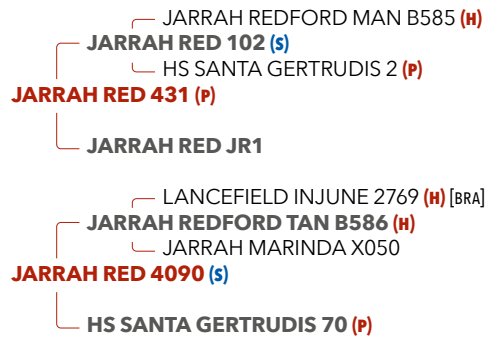 JARRAH REDFORD MAN B585 (H)
JARRAH RED 102 (S)
HS SANTA GERTRUDIS 2 (P)
JARRAH RED 431 (P)
JARRAH RED JR1
LANCEFIELD INJUNE 2769 (H) [BRA]
JARRAH REDFORD TAN B586 (H)
JARRAH MARINDA X050
JARRAH RED 4090 (S)
HS SANTA GERTRUDIS 70 (P)